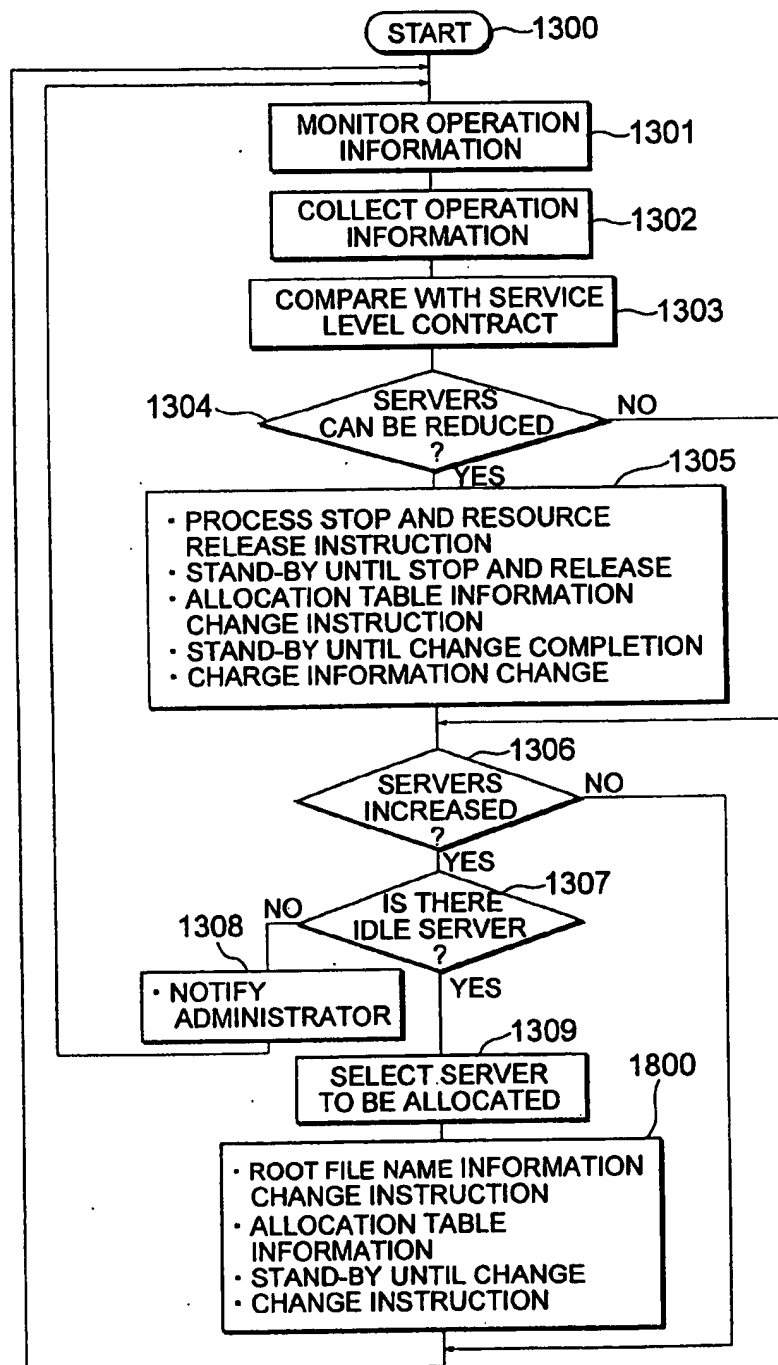 START
1300
MONITOR OPERATION
INFORMATION
1301
COLLECT OPERATION
INFORMATION
1302
COMPARE WITH SERVICE
LEVEL CONTRACT
1303
1304
SERVERS
CAN BE REDUCED
?
NO
YES
1305
· PROCESS STOP AND RESOURCE
RELEASE INSTRUCTION
· STAND-BY UNTIL STOP AND RELEASE
· ALLOCATION TABLE INFORMATION
CHANGE INSTRUCTION
· STAND-BY UNTIL CHANGE COMPLETION
· CHARGE INFORMATION CHANGE
1306
SERVERS
INCREASED
?
NO
YES
1307
IS THERE
IDLE SERVER
?
NO
YES
1308
· NOTIFY
ADMINISTRATOR
1309
SELECT SERVER
TO BE ALLOCATED
1800
· ROOT FILE NAME INFORMATION
CHANGE INSTRUCTION
· ALLOCATION TABLE
INFORMATION
· STAND-BY UNTIL CHANGE
· CHANGE INSTRUCTION